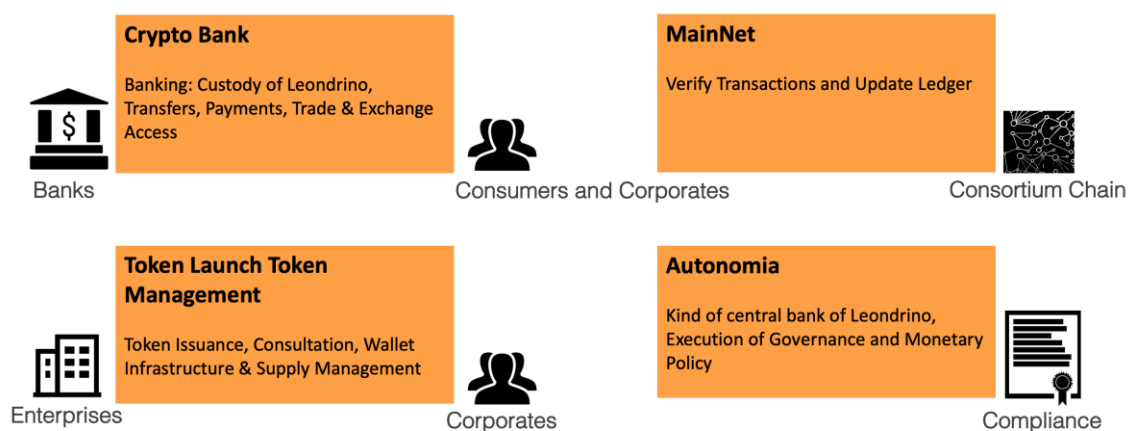 Crypto Bank
Banking: Custody of Leondrino,
Transfers, Payments, Trade & Exchange
Access
$
Banks
Consumers and Corporates
MainNet
Verify Transactions and Update Ledger
Consortium Chain
Token Launch Token
Management
Token Issuance, Consultation, Wallet
Infrastructure & Supply Management
Enterprises
Corporates
Autonomia
Kind of central bank of Leondrino,
Execution of Governance and Monetary
Policy
Compliance